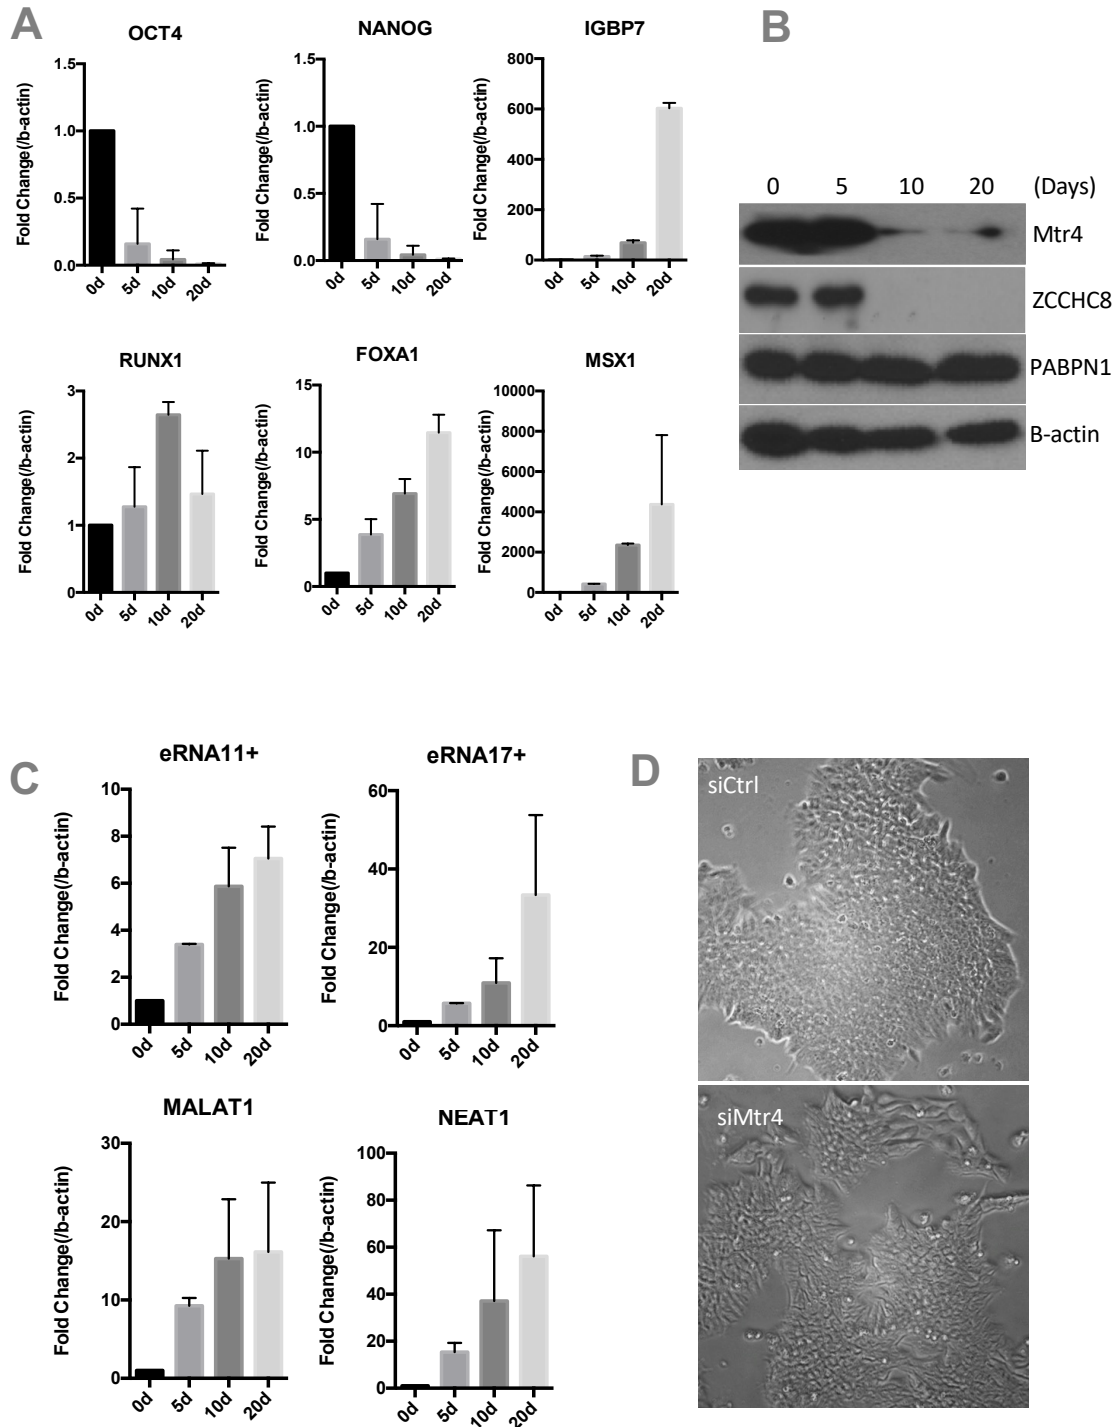 A
OCT4
Fold Change(/b-actin)
1.5
1.0
0.5
0.0
0d
5d
10d
20d
NANOG
Fold Change(/b-actin)
1.5
1.0
0.5
0.0
0d
5d
10d
20d
IGBP7
Fold Change(/b-actin)
800
600
400
200
0
0d
5d
10d
20d
RUNX1
Fold Change(/b-actin)
3
2
1
0
0d
5d
10d
20d
FOXA1
Fold Change(/b-actin)
15
10
5
0
0d
5d
10d
20d
MSX1
Fold Change(/b-actin)
10000
8000
6000
4000
2000
0
0d
5d
10d
20d
B
0 5 10 20 (Days)
Mtr4
ZCCHC8
PABPN1
B-actin
C
eRNA11+
Fold Change(/b-actin)
10
8
6
4
2
0
0d
5d
10d
20d
eRNA17+
Fold Change(/b-actin)
60
40
20
0
0d
5d
10d
20d
MALAT1
Fold Change(/b-actin)
30
20
10
0
0d
5d
10d
20d
NEAT1
Fold Change(/b-actin)
100
80
60
40
20
0
0d
5d
10d
20d
D
siCtrl
siMtr4